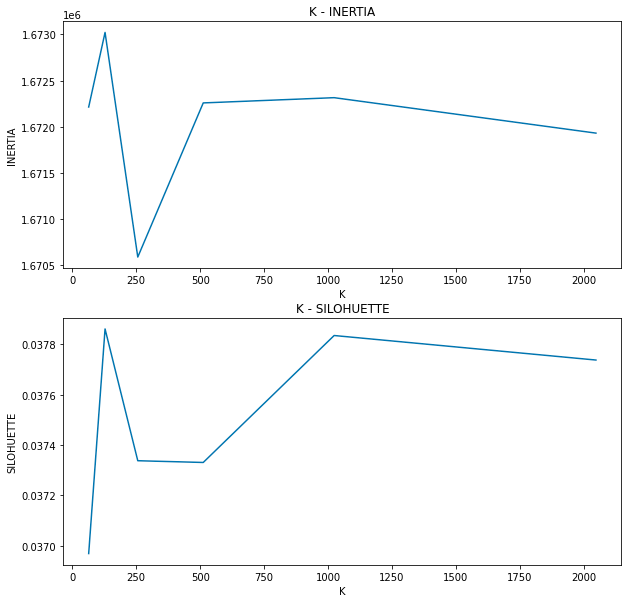 K - INERTIA
1e6
1.6730
1.6725
1.6720
1.6715
1.6710
1.6705
INERTIA
0 250 500 750 1000 1250 1500 1750 2000
K
K - SILOHUETTE
0.0378
0.0376
0.0374
0.0372
0.0370
SILOHUETTE
0 250 500 750 1000 1250 1500 1750 2000
K